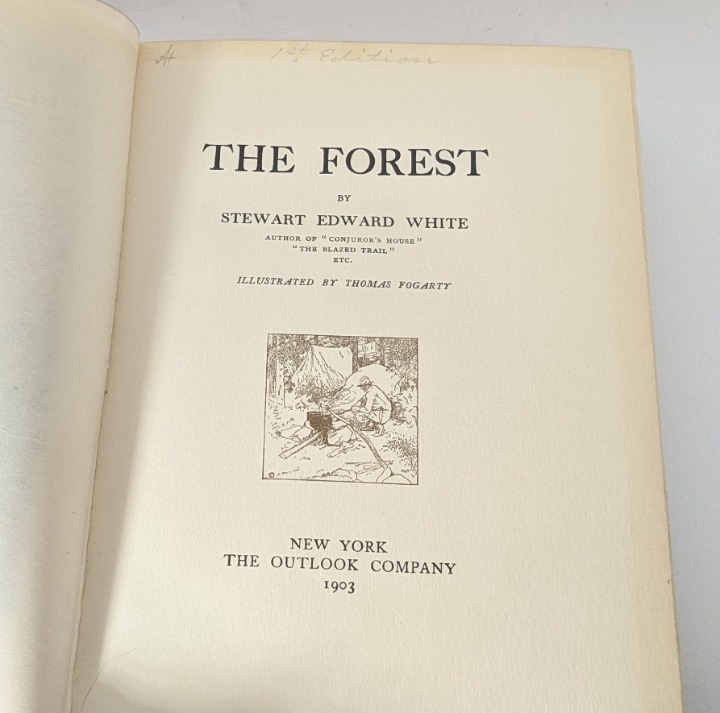 1st Edition
THE FOREST
BY
STEWART EDWARD WHITE
AUTHOR OF "CONJUROR'S HOUSE"
"THE BLAZED TRAIL"
ETC.
ILLUSTRATED BY THOMAS FOGARTY
NEW YORK
THE OUTLOOK COMPANY
1903